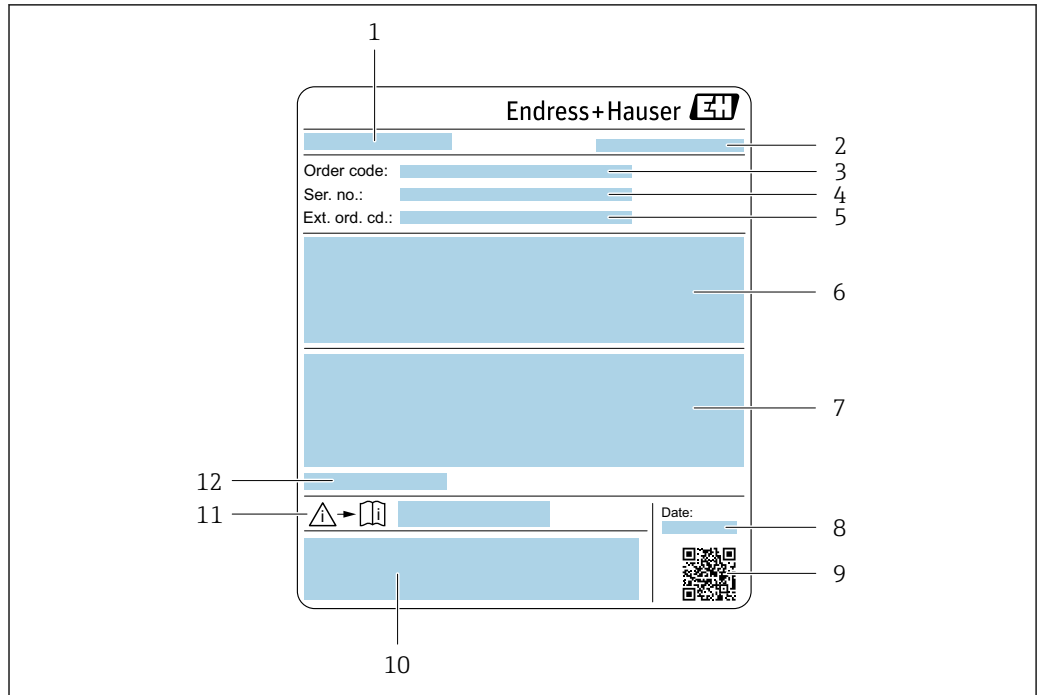 1
Endress+Hauser EH
2
Order code: 3
Ser. no.: 4
Ext. ord. cd.: 5
6
7
12
11 i i Date:
8
9
10